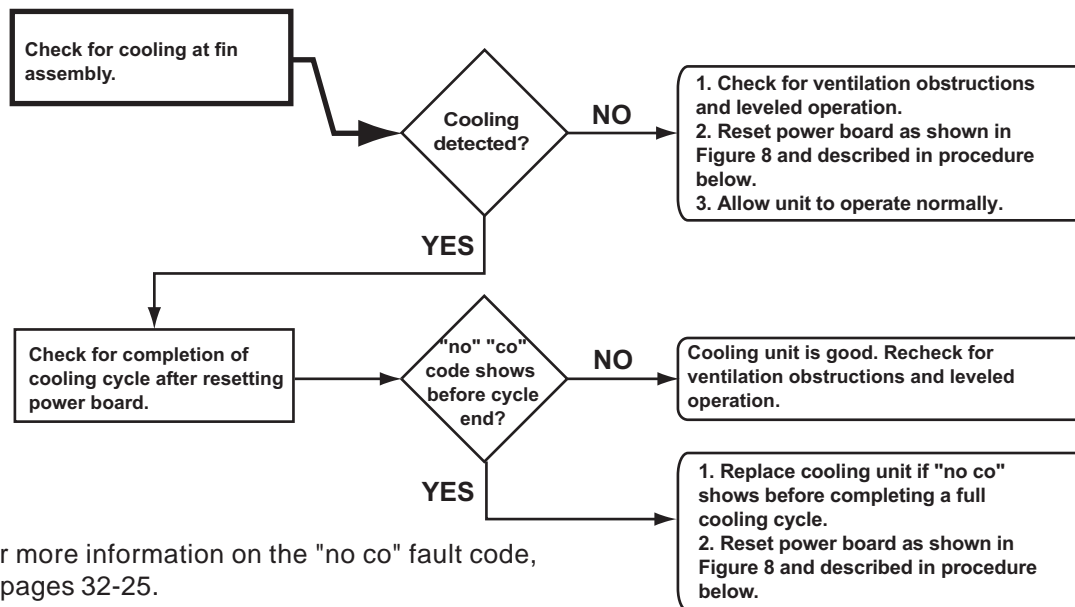 Check for cooling at fin
assembly.
Cooling
detected?
NO
1. Check for ventilation obstructions
and leveled operation.
2. Reset power board as shown in
Figure 8 and described in procedure
below.
3. Allow unit to operate normally.
YES
Check for completion of
cooling cycle after resetting
power board.
"no" "co"
code shows
before cycle
end?
NO
Cooling unit is good. Recheck for
ventilation obstructions and leveled
operation.
YES
1. Replace cooling unit if "no co"
shows before completing a full
cooling cycle.
2. Reset power board as shown in
Figure 8 and described in procedure
below.
r more information on the "no co" fault code,
pages 32-25.